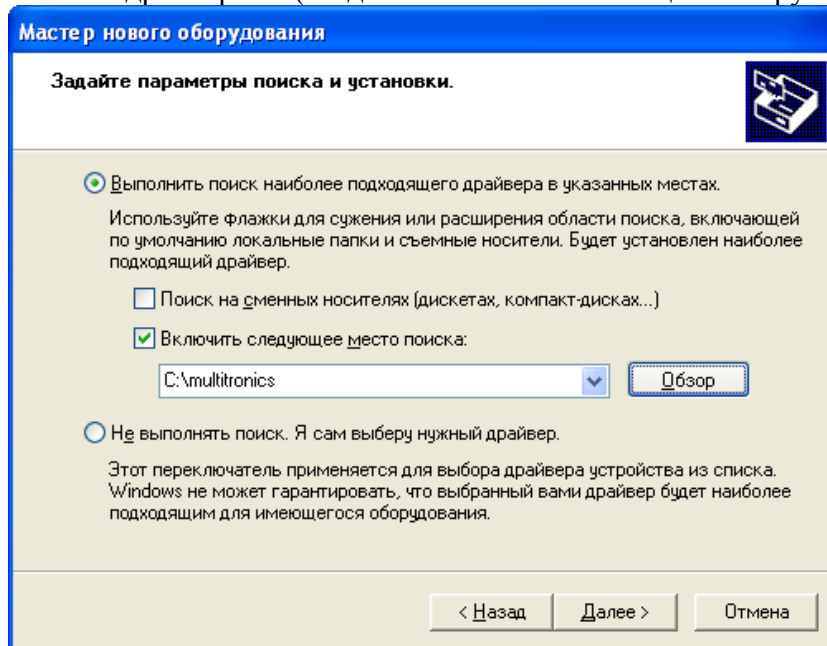 Мастер нового оборудования
Задайте параметры поиска и установки.
Выполнить поиск наиболее подходящего драйвера в указанных местах.
Используйте флажки для сужения или расширения области поиска, включающей
по умолчанию локальные папки и съемные носители. Будет установлен наиболее
подходящий драйвер.
Поиск на сменных носителях (дискетах, компакт-дисках...)
Включить следующее место поиска:
C:\multitronics
Обзор
Не выполнять поиск. Я сам выберу нужный драйвер.
Этот переключатель применяется для выбора драйвера устройства из списка.
Windows не может гарантировать, что выбранный вами драйвер будет наиболее
подходящим для имеющегося оборудования.
< Назад Далее > Отмена